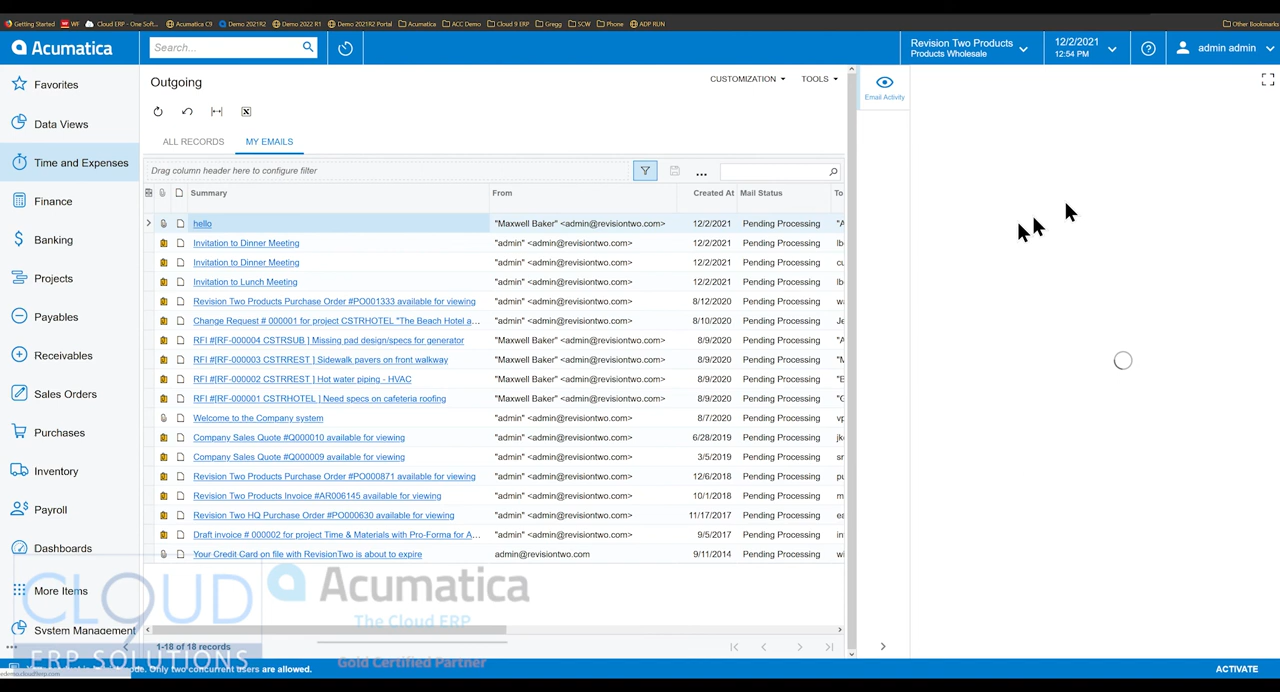 Getting Started WF Cloud ERP - One Soft... Acumatica C9 Demo 2021R2 Demo 2022 R1 Demo 2021R2 Portal Acumatica ACC Demo Cloud 9 ERP Gregg SCW Phone ADP RUN Other Bookmarks
Acumatica Search... Revision Two Products 12/2/2021 admin admin
Products Wholesale 12:54 PM
Favorites
Data Views
Time and Expenses
Finance
Banking
Projects
Payables
Receivables
Sales Orders
Purchases
Inventory
Payroll
Dashboards
More Items
System Management
Outgoing CUSTOMIZATION TOOLS
ALL RECORDS MY EMAILS
Drag column header here to configure filter
Summary From Created At Mail Status To
hello "Maxwell Baker" <admin@revisiontwo.com> 12/2/2021 Pending Processing "A
Invitation to Dinner Meeting "admin" <admin@revisiontwo.com> 12/2/2021 Pending Processing
Invitation to Dinner Meeting "admin" <admin@revisiontwo.com> 12/2/2021 Pending Processing
Invitation to Lunch Meeting "admin" <admin@revisiontwo.com> 12/2/2021 Pending Processing
Revision Two Products Purchase Order #PO001333 available for viewing "admin" <admin@revisiontwo.com> 8/12/2020 Pending Processing
Change Request # 000001 for project CSTRHOTEL "The Beach Hotel a... "admin" <admin@revisiontwo.com> 8/10/2020 Pending Processing
RFI #[RF-000004 CSTRSUB ] Missing pad design/specs for generator "Maxwell Baker" <admin@revisiontwo.com> 8/9/2020 Pending Processing "A
RFI #[RF-000003 CSTRREST ] Sidewalk pavers on front walkway "Maxwell Baker" <admin@revisiontwo.com> 8/9/2020 Pending Processing
RFI #[RF-000002 CSTRREST ] Hot water piping - HVAC "Maxwell Baker" <admin@revisiontwo.com> 8/9/2020 Pending Processing
RFI #[RF-000001 CSTRHOTEL ] Need specs on cafeteria roofing "Maxwell Baker" <admin@revisiontwo.com> 8/9/2020 Pending Processing
Welcome to the Company system "admin" <admin@revisiontwo.com> 8/7/2020 Pending Processing
Company Sales Quote #Q000010 available for viewing "admin" <admin@revisiontwo.com> 6/28/2019 Pending Processing
Company Sales Quote #Q000009 available for viewing "admin" <admin@revisiontwo.com> 3/5/2019 Pending Processing
Revision Two Products Purchase Order #PO000871 available for viewing "admin" <admin@revisiontwo.com> 12/6/2018 Pending Processing
Revision Two Products Invoice #AR006145 available for viewing "admin" <admin@revisiontwo.com> 10/1/2018 Pending Processing
Revision Two HQ Purchase Order #PO000630 available for viewing "admin" <admin@revisiontwo.com> 11/17/2017 Pending Processing
Draft invoice # 000002 for project Time & Materials with Pro-Forma for A... "admin" <admin@revisiontwo.com> 9/5/2017 Pending Processing
Your Credit Card on file with RevisionTwo is about to expire admin@revisiontwo.com 9/11/2014 Pending Processing
1-18 of 18 records
Email Activity
CLOUD
ERP SOLUTIONS
Acumatica
The Cloud ERP
Gold Certified Partner
Only two concurrent users are allowed. ACTIVATE